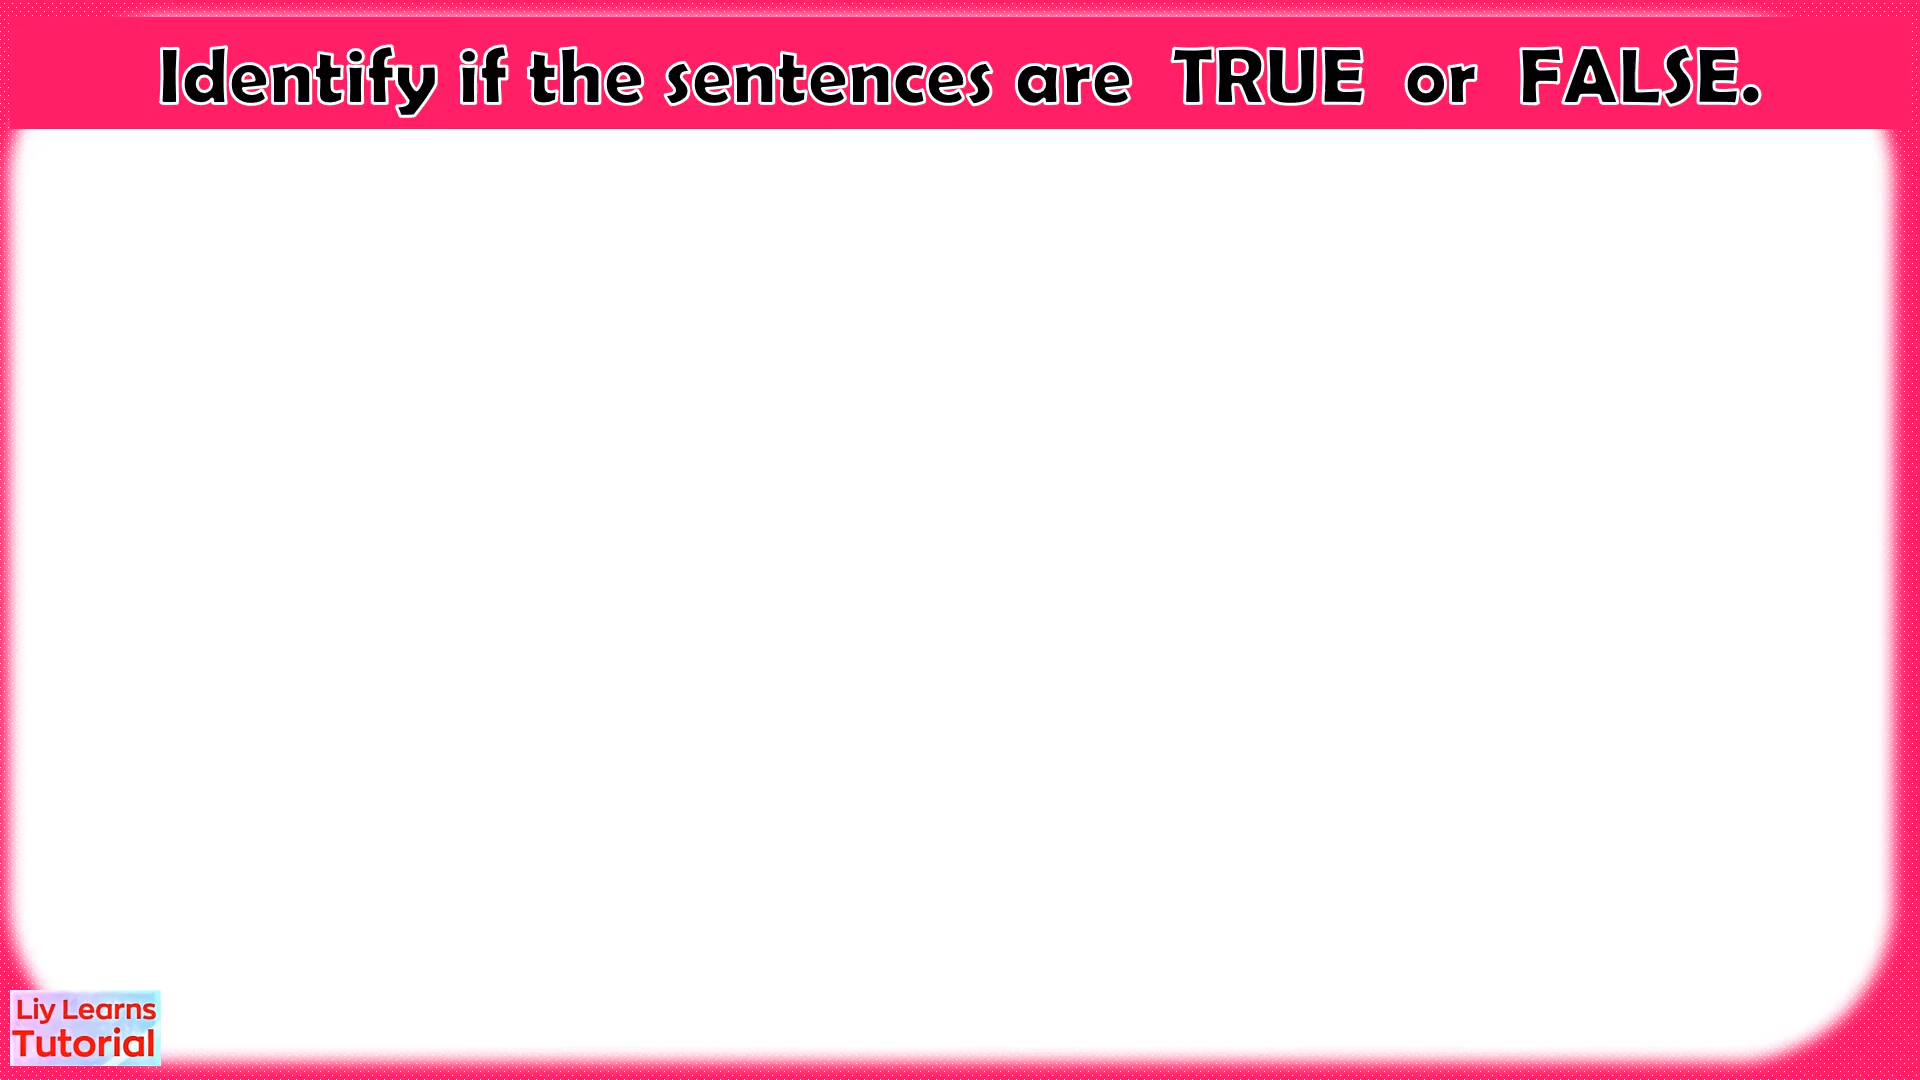 Identify if the sentences are TRUE or FALSE.
Liy Learns
Tutorial